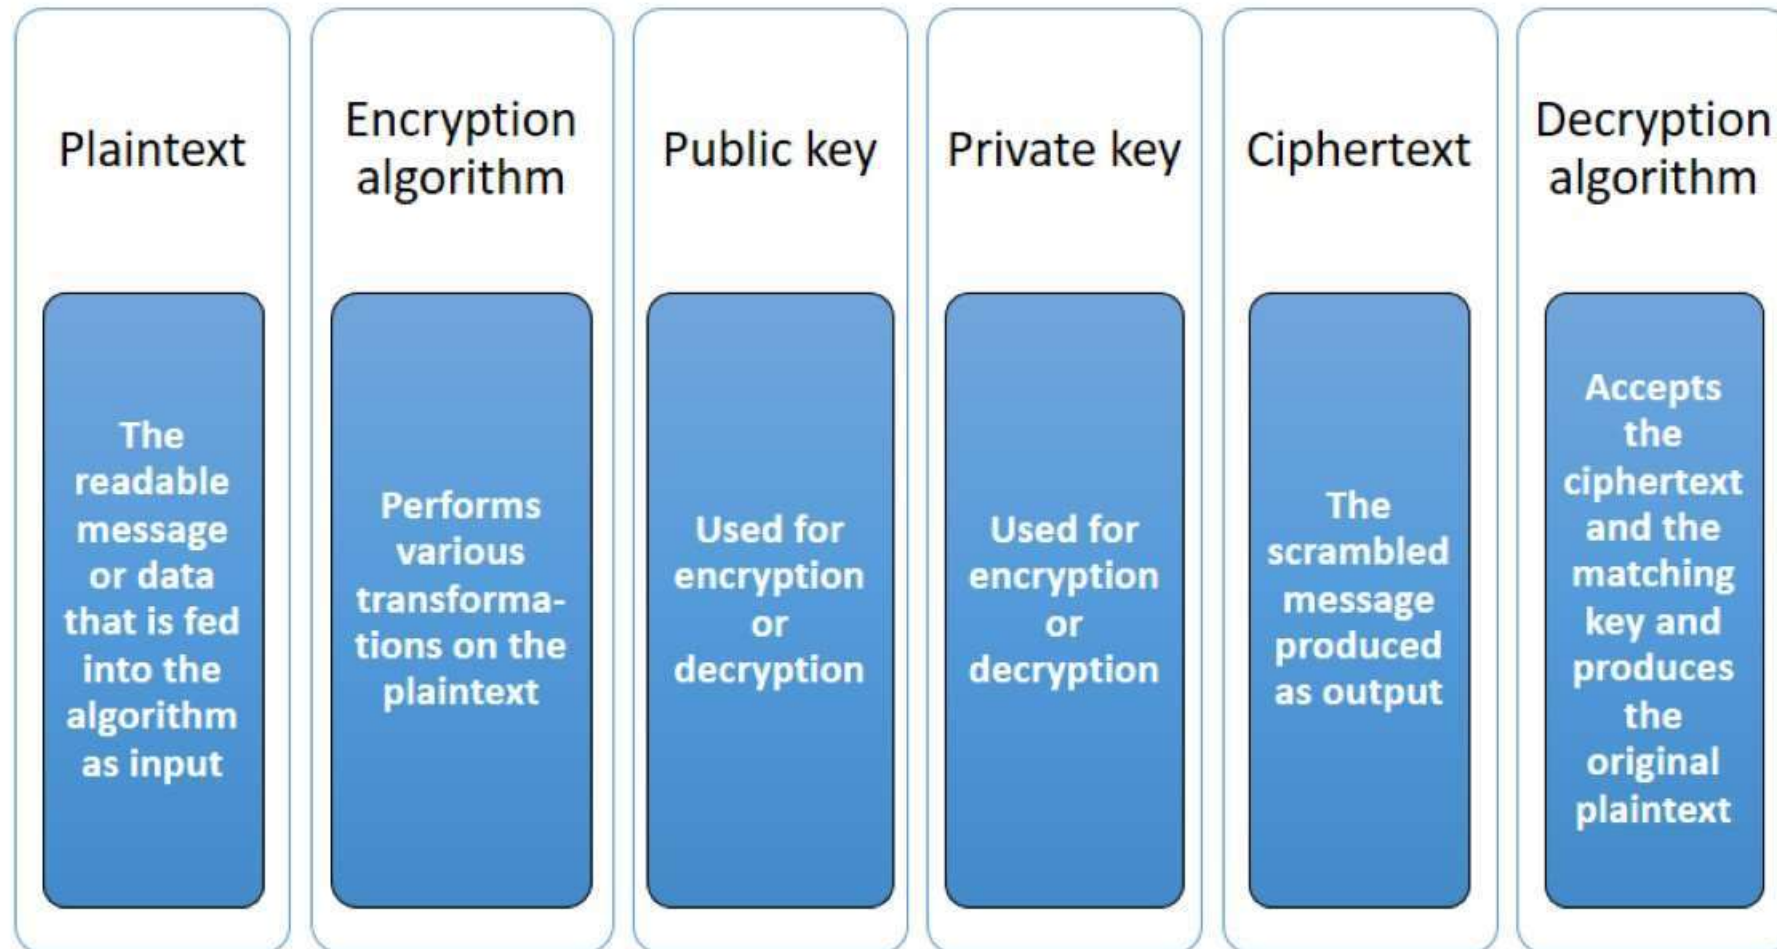 Plaintext
The
readable
message
or data
that is fed
into the
algorithm
as input
Encryption
algorithm
Performs
various
transforma-
tions on the
plaintext
Public key
Used for
encryption
or
decryption
Private key
Used for
encryption
or
decryption
Ciphertext
The
scrambled
message
produced
as output
Decryption
algorithm
Accepts
the
ciphertext
and the
matching
key and
produces
the
original
plaintext